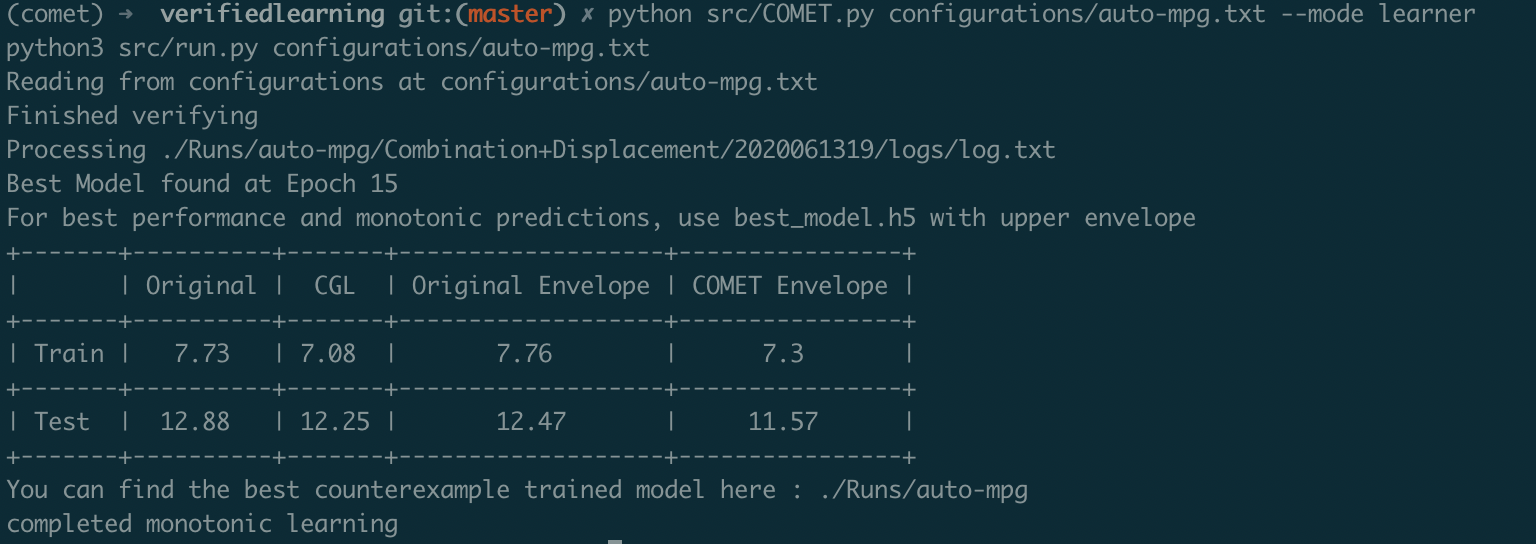 (comet) → verifiedlearning git:(master) ✗ python src/COMET.py configurations/auto-mpg.txt --mode learner
python3 src/run.py configurations/auto-mpg.txt
Reading from configurations at configurations/auto-mpg.txt
Finished verifying
Processing ./Runs/auto-mpg/Combination+Displacement/2020061319/logs/log.txt
Best Model found at Epoch 15
For best performance and monotonic predictions, use best_model.h5 with upper envelope
+-------+----------+-------+-------------------+----------------+
|       | Original |  CGL  | Original Envelope | COMET Envelope |
+-------+----------+-------+-------------------+----------------+
| Train |   7.73   | 7.08  |       7.76        |      7.3       |
+-------+----------+-------+-------------------+----------------+
| Test  |  12.88   | 12.25 |       12.47       |     11.57      |
+-------+----------+-------+-------------------+----------------+
You can find the best counterexample trained model here : ./Runs/auto-mpg
completed monotonic learning